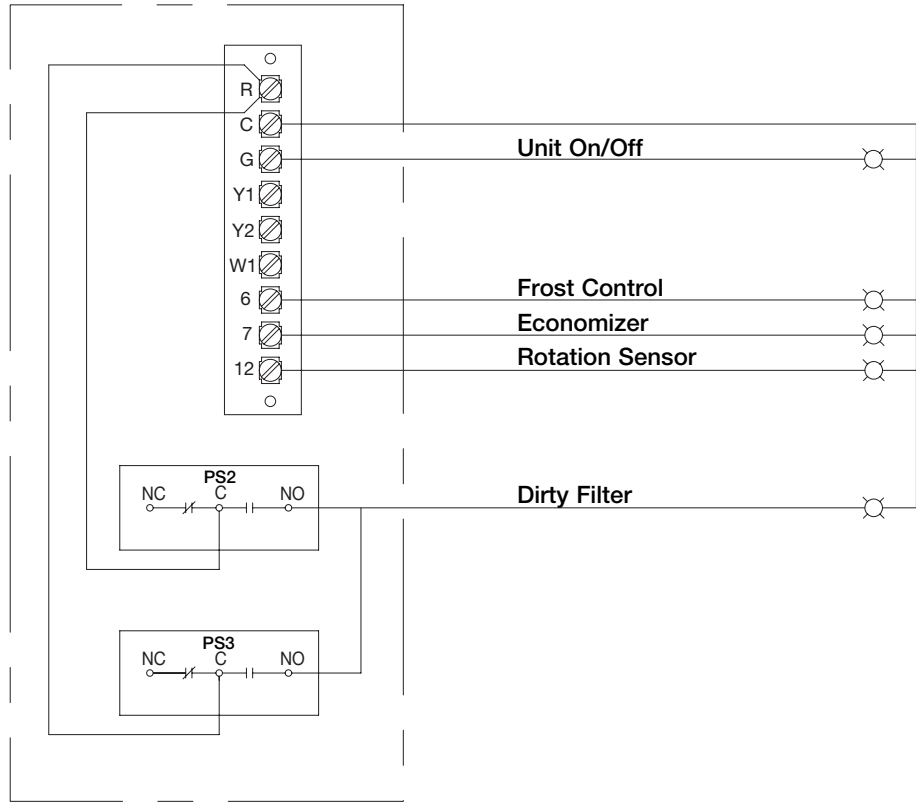 R
C
G
Unit On/Off
Y1
Y2
W1
6
Frost Control
7
Economizer
12
Rotation Sensor
PS2
NC C NO
Dirty Filter
PS3
NC C NO